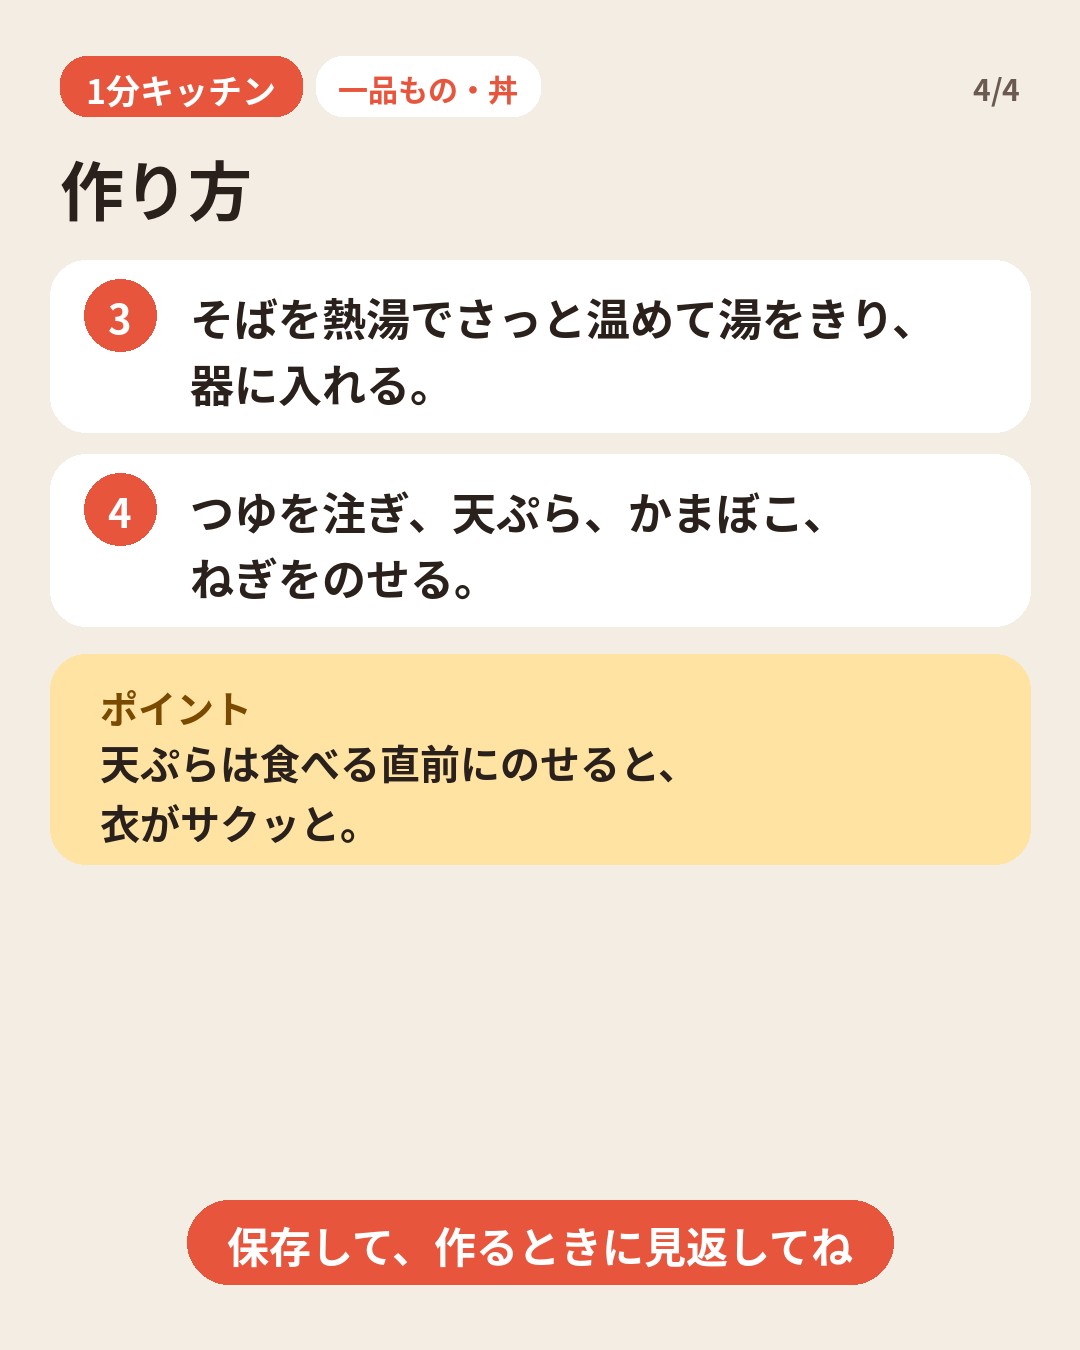 1分キッチン
一品もの・丼
4/4
作り方
3
そばを熱湯でさっと温めて湯をきり、
器に入れる。
4
つゆを注ぎ、天ぷら、かまぼこ、
ねぎをのせる。
ポイント
天ぷらは食べる直前にのせると、
衣がサクッと。
保存して、作るときに見返してね